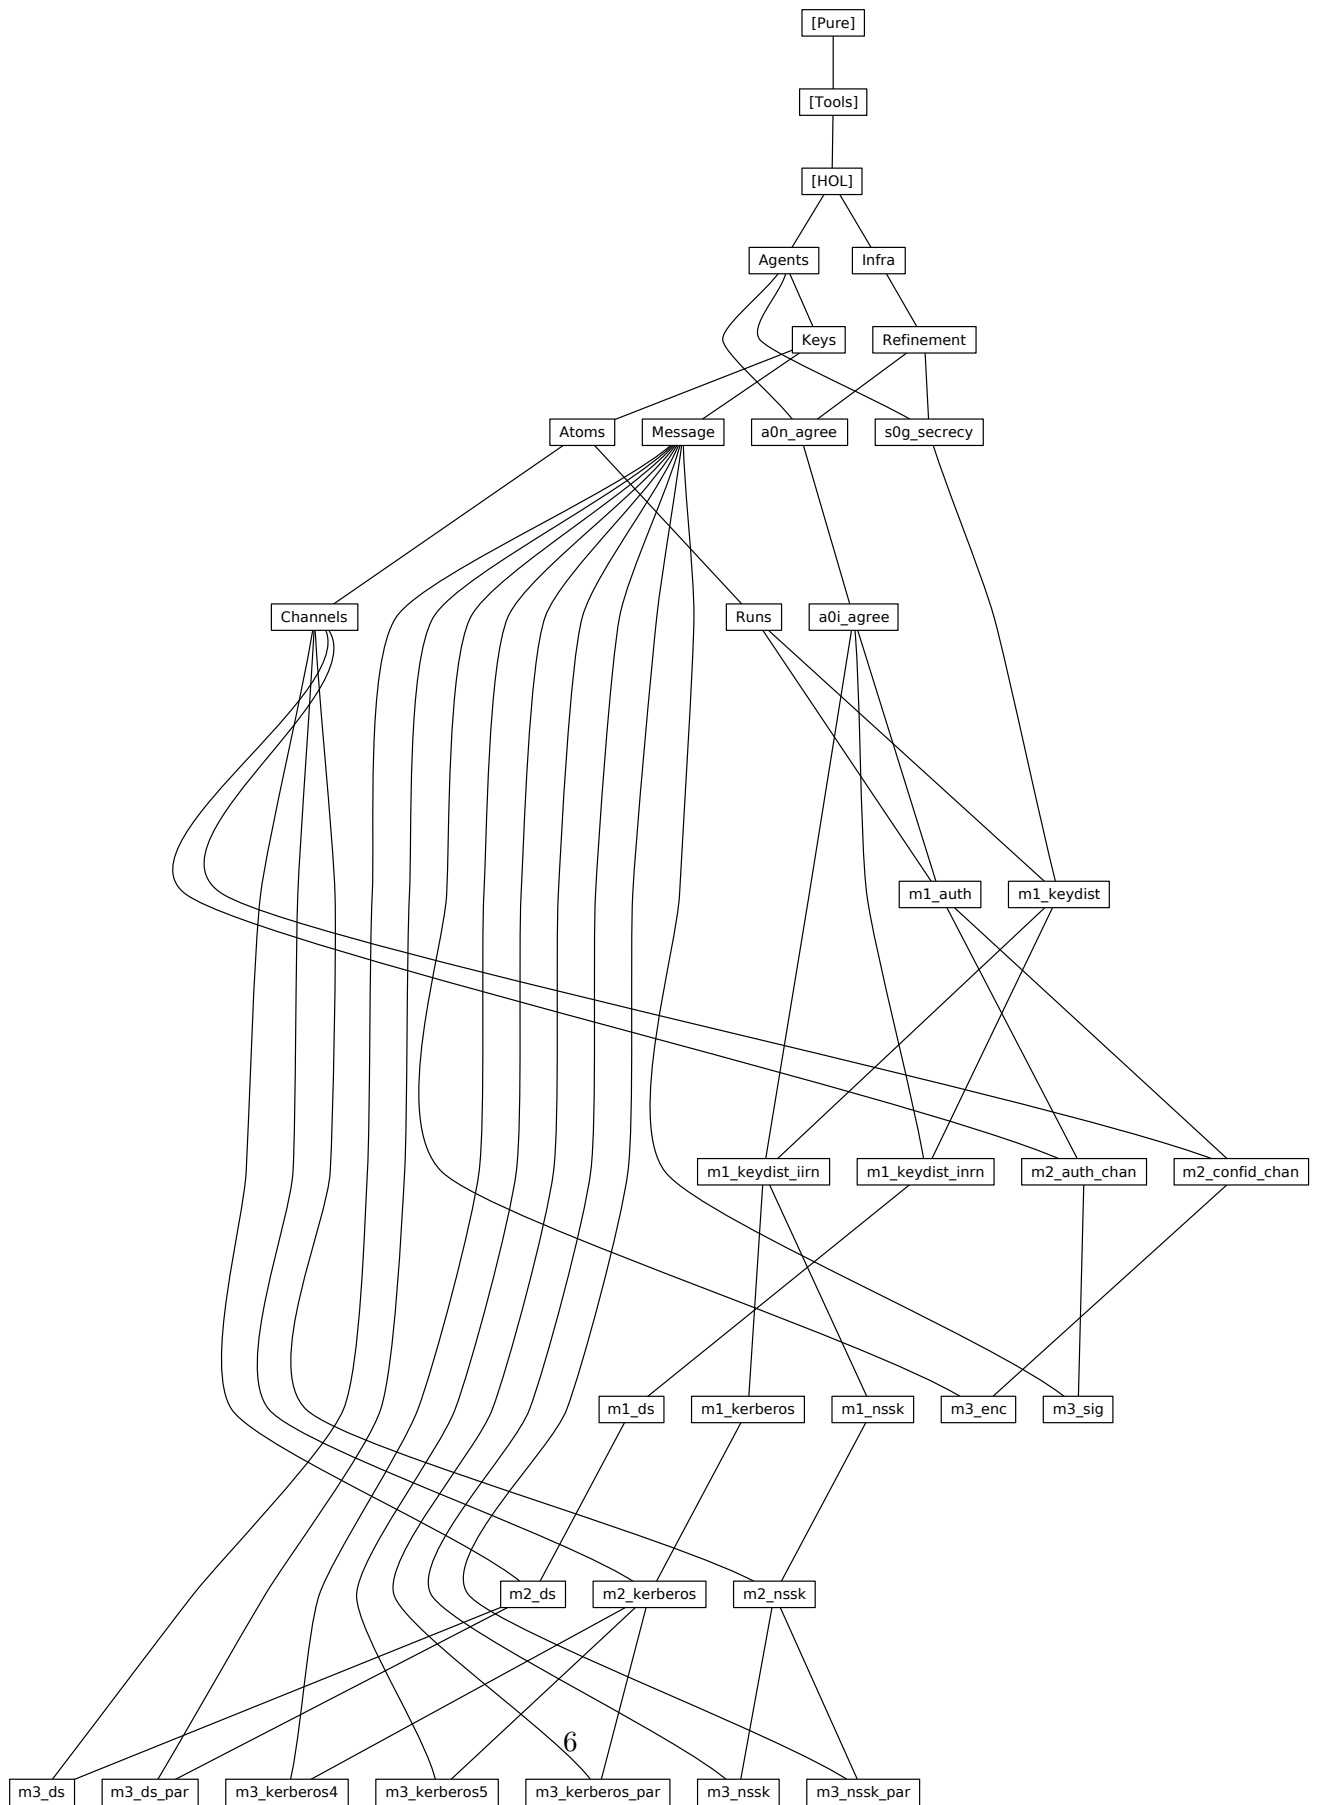 [Pure]
[Tools]
[HOL]
Agents
Infra
Keys
Refinement
Atoms
Message
a0n_agree
s0g_secrecy
Channels
Runs
a0i_agree
m1_auth
m1_keydist
m1_keydist_iirn
m1_keydist_inrn
m2_auth_chan
m2_confid_chan
m1_ds
m1_kerberos
m1_nssk
m3_enc
m3_sig
m2_ds
m2_kerberos
m2_nssk
6
m3_ds
m3_ds_par
m3_kerberos4
m3_kerberos5
m3_kerberos_par
m3_nssk
m3_nssk_par